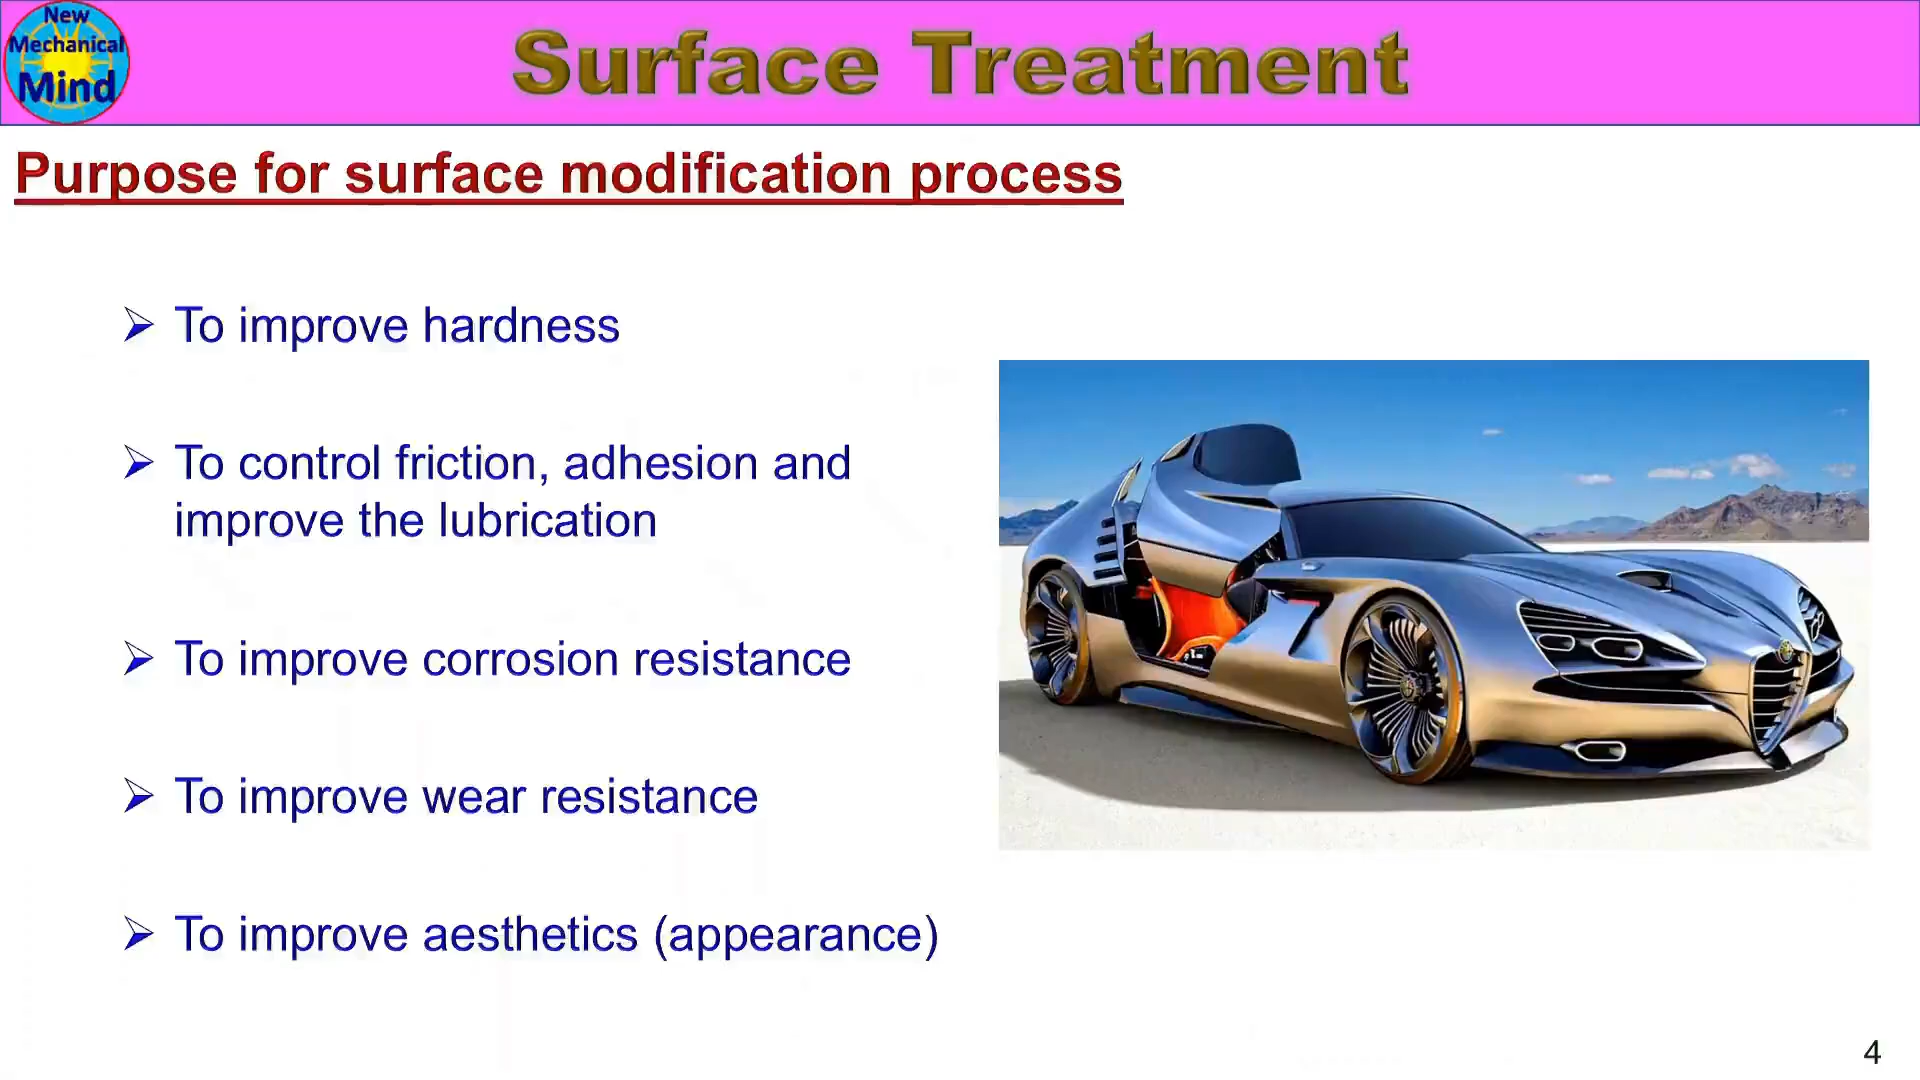 New
Mechanical
Mind
Surface Treatment
Purpose for surface modification process
➢ To improve hardness
➢ To control friction, adhesion and
improve the lubrication
➢ To improve corrosion resistance
➢ To improve wear resistance
➢ To improve aesthetics (appearance)
4